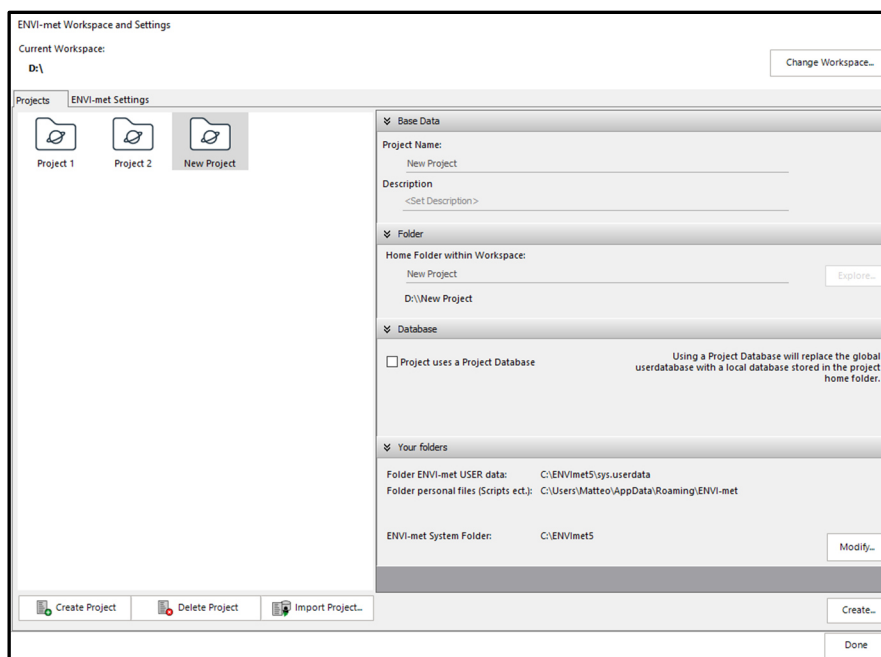 ENVI-met Workspace and Settings
Current Workspace:
D:\
Change Workspace...
Projects
ENVI-met Settings
Project 1
Project 2
New Project
Base Data
Project Name:
New Project
Description
<Set Description>
Folder
Home Folder within Workspace:
New Project
Explore...
D:\\New Project
Database
Project uses a Project Database
Using a Project Database will replace the global
userdatabase with a local database stored in the project
home folder.
Your folders
Folder ENVI-met USER data: C:\ENVImet5\sys.userdata
Folder personal files (Scripts ect.): C:\Users\Matteo\AppData\Roaming\ENVI-met
ENVI-met System Folder: C:\ENVImet5
Modify...
Create Project
Delete Project
Import Project...
Create...
Done